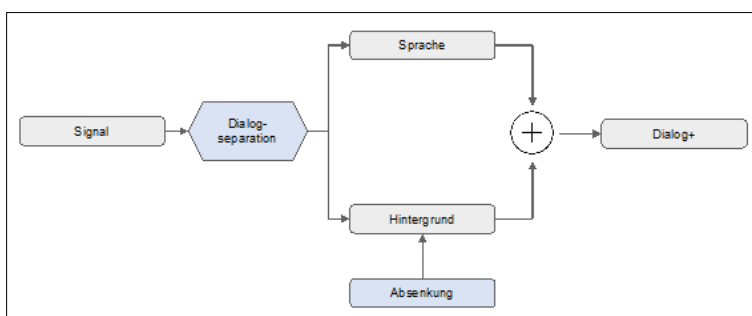 Sprache
Signal
Dialog-
separation
Dialog+
Hintergrund
Absenkung